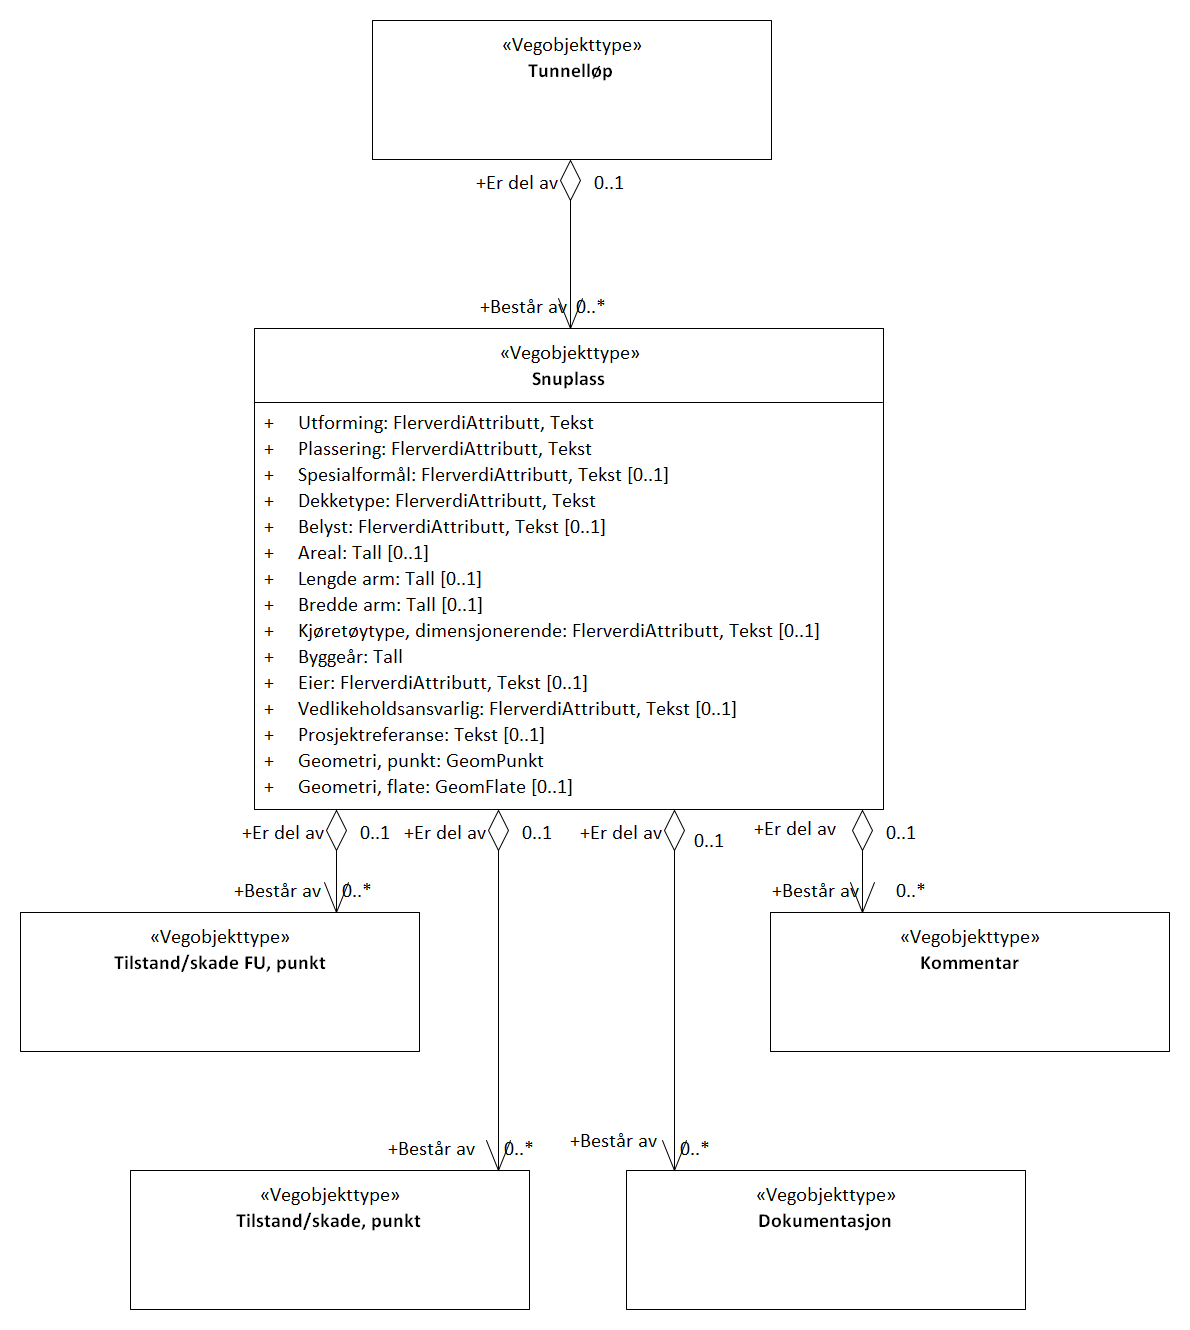 «Vegobjekttype»
Tunnelløp
+Er del av 0..1
+Består av 0..*
«Vegobjekttype»
Snuplass
+ Utforming: FlerverdiAttributt, Tekst
+ Plassering: FlerverdiAttributt, Tekst
+ Spesialformål: FlerverdiAttributt, Tekst [0..1]
+ Dekketype: FlerverdiAttributt, Tekst
+ Belyst: FlerverdiAttributt, Tekst [0..1]
+ Areal: Tall [0..1]
+ Lengde arm: Tall [0..1]
+ Bredde arm: Tall [0..1]
+ Kjøretøytype, dimensjonerende: FlerverdiAttributt, Tekst [0..1]
+ Byggeår: Tall
+ Eier: FlerverdiAttributt, Tekst [0..1]
+ Vedlikeholdsansvarlig: FlerverdiAttributt, Tekst [0..1]
+ Prosjektreferanse: Tekst [0..1]
+ Geometri, punkt: GeomPunkt
+ Geometri, flate: GeomFlate [0..1]
+Er del av 0..1 +Er del av 0..1 +Er del av 0..1 +Er del av 0..1
+Består av 0..* +Består av 0..*
«Vegobjekttype»
Tilstand/skade FU, punkt
«Vegobjekttype»
Kommentar
+Består av 0..* +Består av 0..*
«Vegobjekttype»
Tilstand/skade, punkt
«Vegobjekttype»
Dokumentasjon